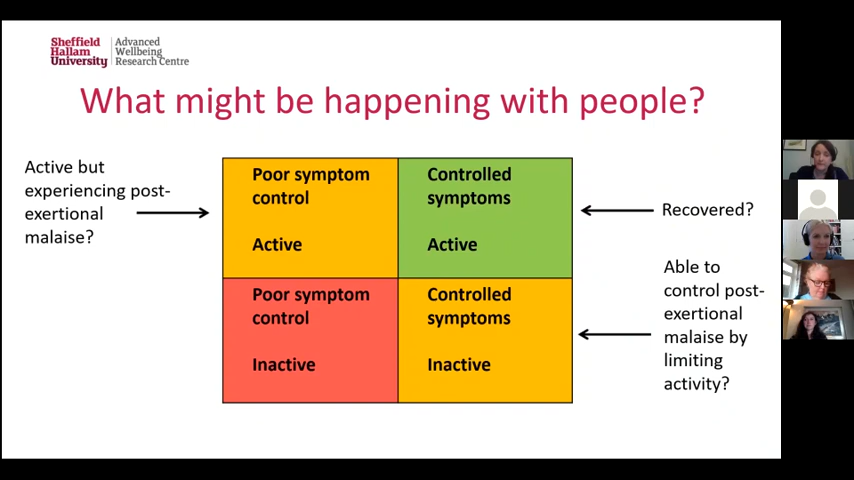 Sheffield
Hallam
University
Advanced
Wellbeing
Research Centre
What might be happening with people?
Active but
experiencing post-
exertional
malaise?
Poor symptom
control
Active
Controlled
symptoms
Active
Recovered?
Poor symptom
control
Inactive
Controlled
symptoms
Inactive
Able to
control post-
exertional
malaise by
limiting
activity?